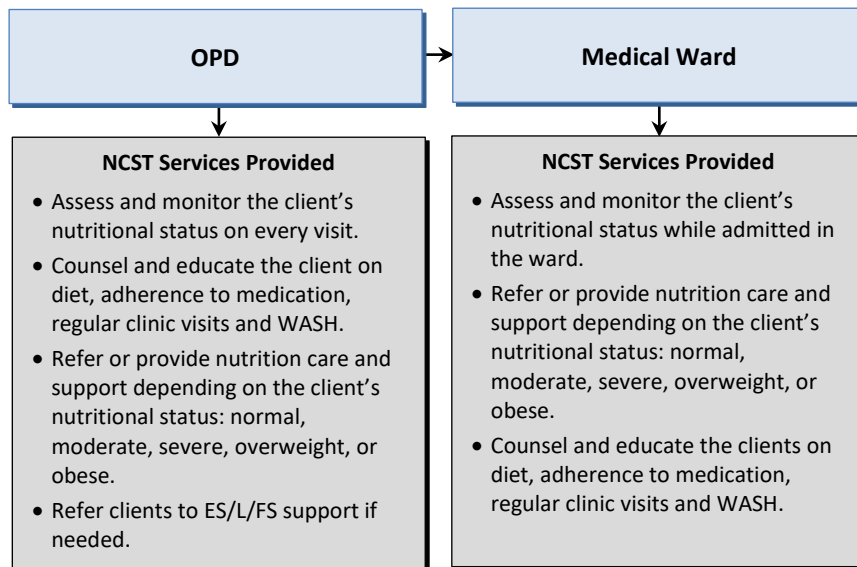 OPD
Medical Ward
NCST Services Provided
• Assess and monitor the client's
nutritional status on every visit.
• Counsel and educate the client on
diet, adherence to medication,
regular clinic visits and WASH.
• Refer or provide nutrition care and
support depending on the client's
nutritional status: normal,
moderate, severe, overweight, or
obese.
• Refer clients to ES/L/FS support if
needed.
NCST Services Provided
• Assess and monitor the client's
nutritional status while admitted in
the ward.
• Refer or provide nutrition care and
support depending on the client's
nutritional status: normal,
moderate, severe, overweight, or
obese.
• Counsel and educate the clients on
diet, adherence to medication,
regular clinic visits and WASH.